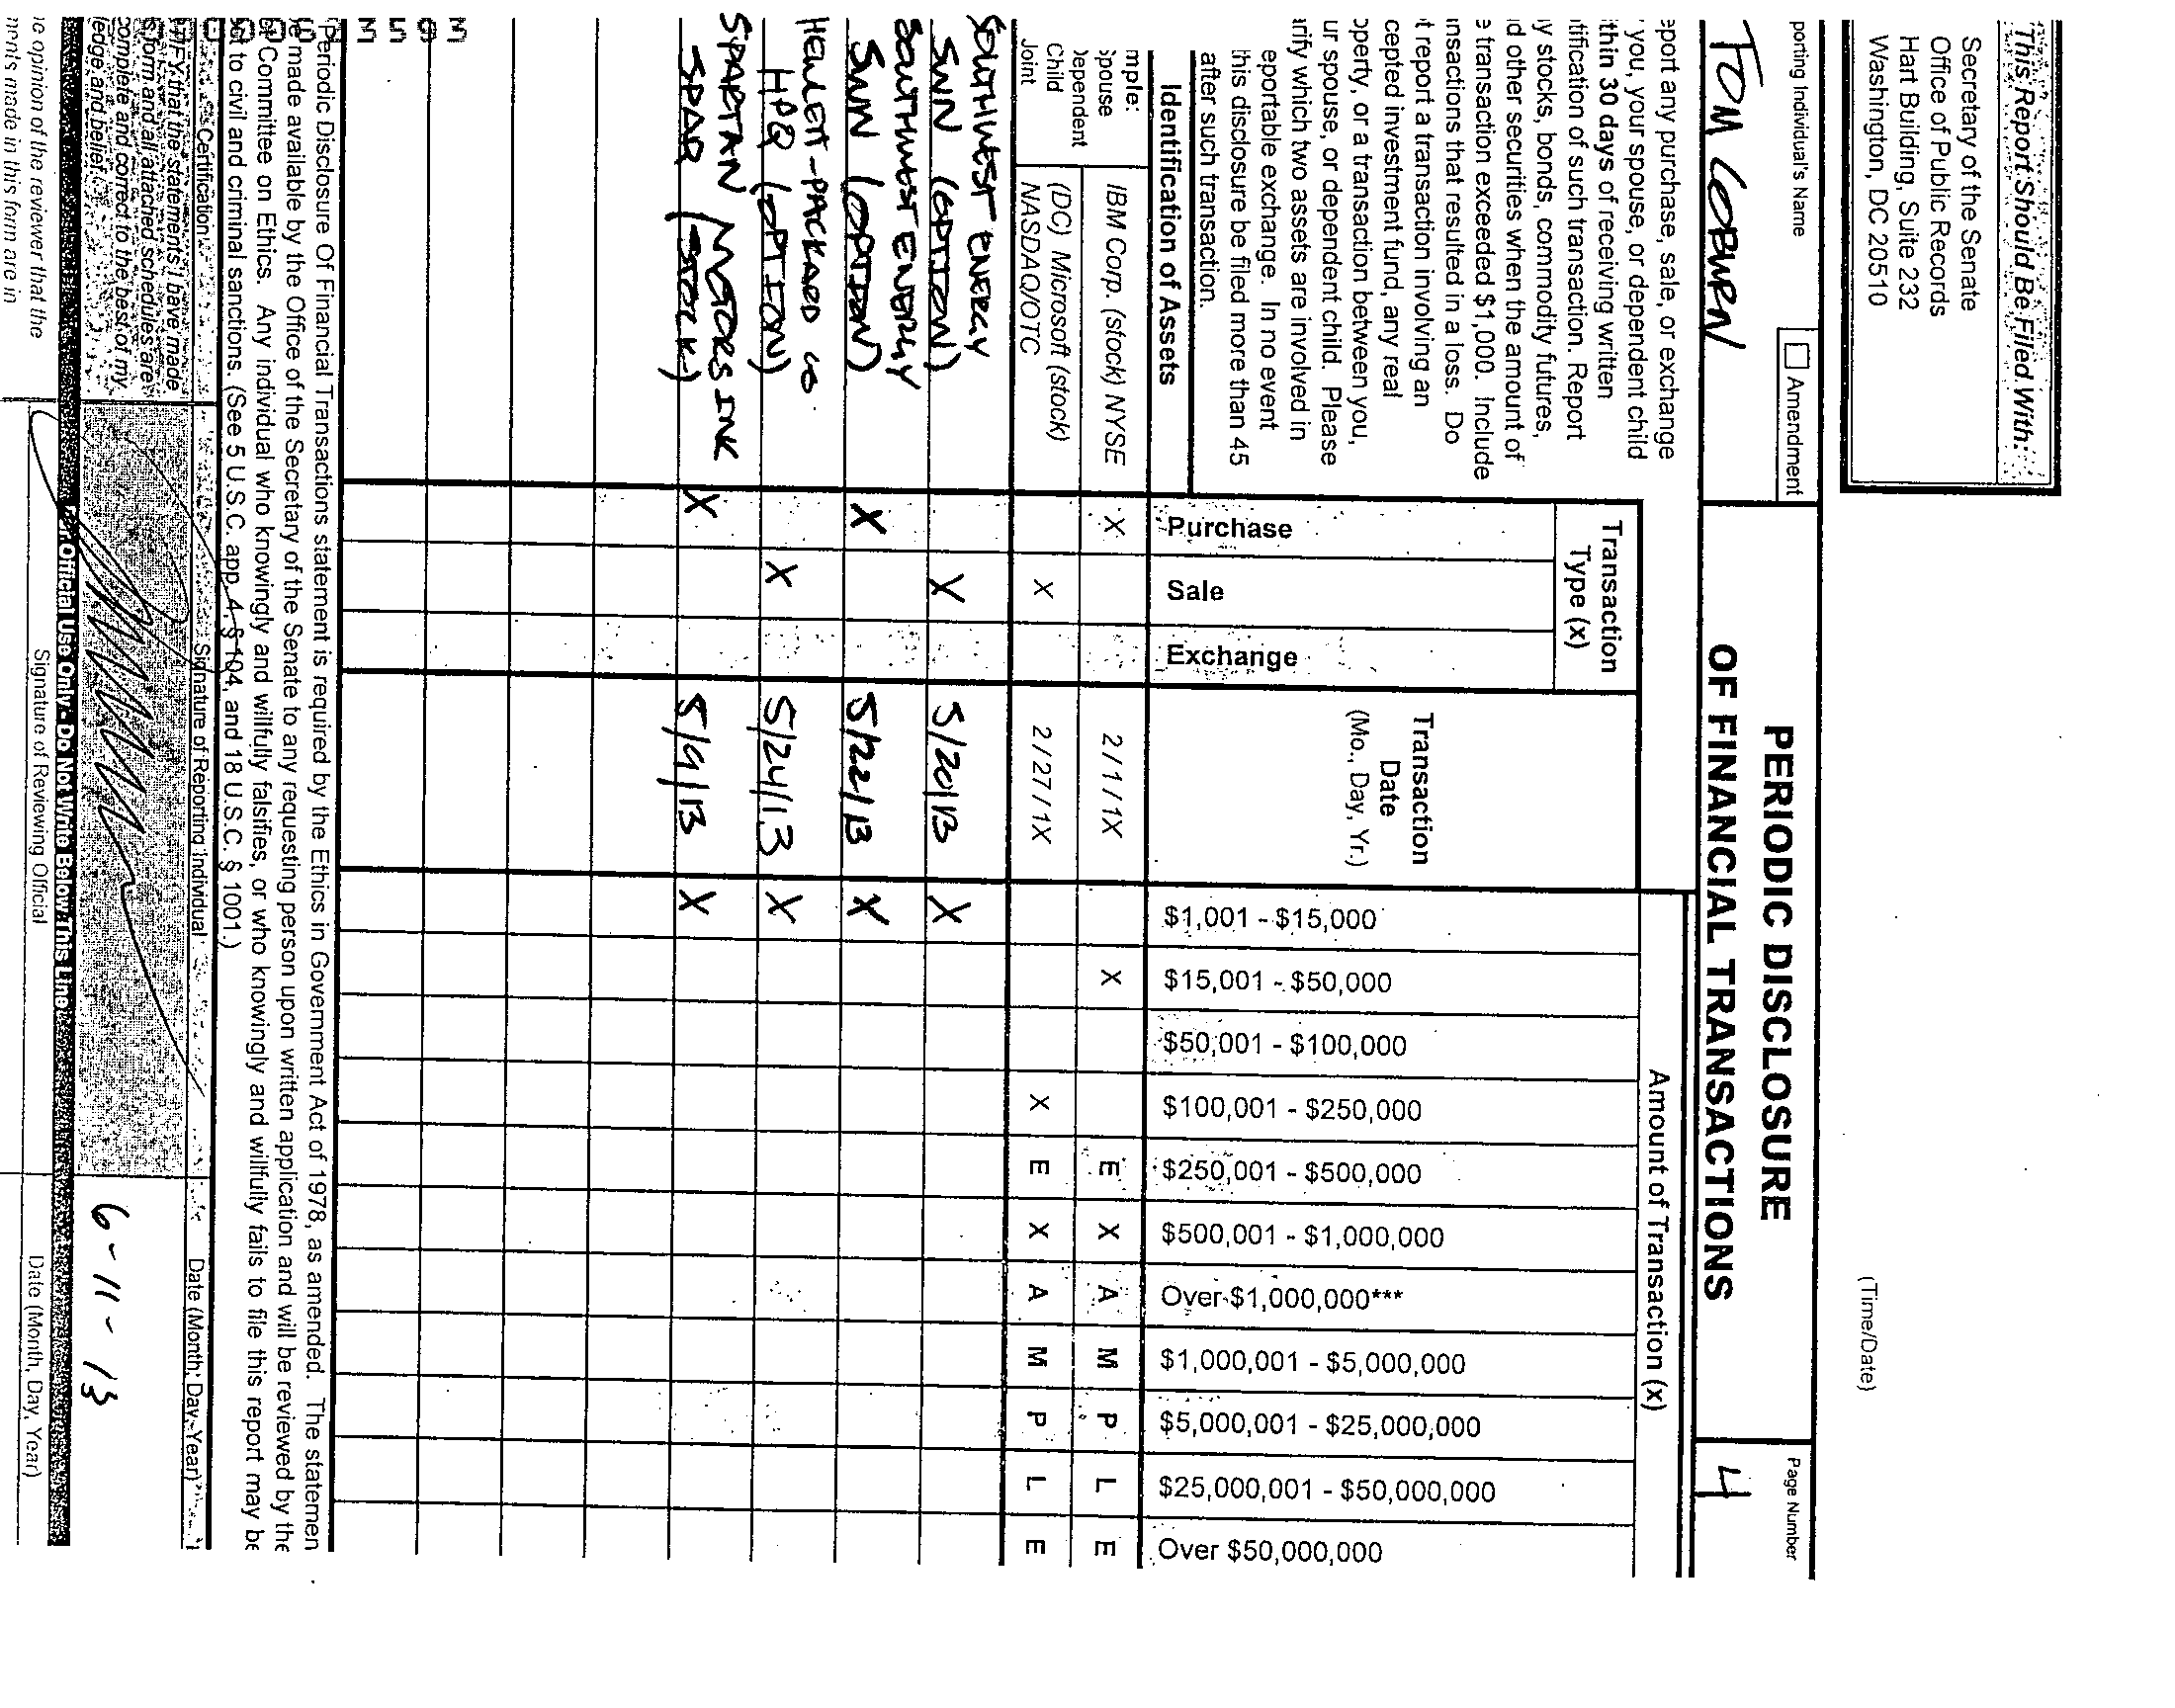 This Report Should Be Filed With:
Secretary of the Senate
Office of Public Records
Hart Building, Suite 232
Washington, DC 20510
(Time/Date)
porting Individual's Name
Amendment
TOM COBURN
PERIODIC DISCLOSURE
OF FINANCIAL TRANSACTIONS
Page Number
4
eport any purchase, sale, or exchange
you, your spouse, or dependent child
thin 30 days of receiving written
tification of such transaction. Report
y stocks, bonds, commodity futures,
d other securities when the amount of
e transaction exceeded $1,000. Include
nsactions that resulted in a loss. Do
t report a transaction involving an
cepted investment fund, any real
operty, or a transaction between you,
ur spouse, or dependent child. Please
arify which two assets are involved in
eportable exchange. In no event
this disclosure be filed more than 45
after such transaction.
Identification of Assets
Transaction
Type (x)
Purchase
Sale
Exchange
Transaction
Date
(Mo., Day, Yr.)
Amount of Transaction (x)
$1,001 - $15,000
$15,001 - $50,000
$50,001 - $100,000
$100,001 - $250,000
$250,001 - $500,000
$500,001 - $1,000,000
Over $1,000,000***
$1,000,001 - $5,000,000
$5,000,001 - $25,000,000
$25,000,001 - $50,000,000
Over $50,000,000
mple:
Spouse
Dependent
Child
Joint
IBM Corp. (stock) NYSE X 2/1/1X X E X A M P L E
(DC) Microsoft (stock)
NASDAQ/OTC X 2/27/1X X E X A M P L E
SOUTHWEST ENERGY
SWN (OPTION) X 5/20/13 X
SOUTHWEST ENERGY
SWN (OPTION) X 5/22/13 X
HEWLET-PACKARD CO
HPQ (OPTION) X 5/24/13 X
SPARTAN MOTORS INK
SPAR (STOCK) X 5/9/13 X
Periodic Disclosure Of Financial Transactions statement is required by the Ethics in Government Act of 1978, as amended. The statemen
e made available by the Office of the Secretary of the Senate to any requesting person upon written application and will be reviewed by the
Committee on Ethics. Any individual who knowingly and willfully falsifies, or who knowingly and willfully fails to file this report may be
ct to civil and criminal sanctions. (See 5 U.S.C. app. 4, § 104, and 18 U.S.C. § 1001.)
Certification
Signature of Reporting Individual
Date (Month, Day, Year)
TIFY that the statements I have made
s form and all attached schedules are
complete and correct to the best of my
ledge and belief.
6-11-13
For Official Use Only - Do Not Write Below This Line
e opinion of the reviewer that the
ments made in this form are in
Signature of Reviewing Official
Date (Month, Day, Year)